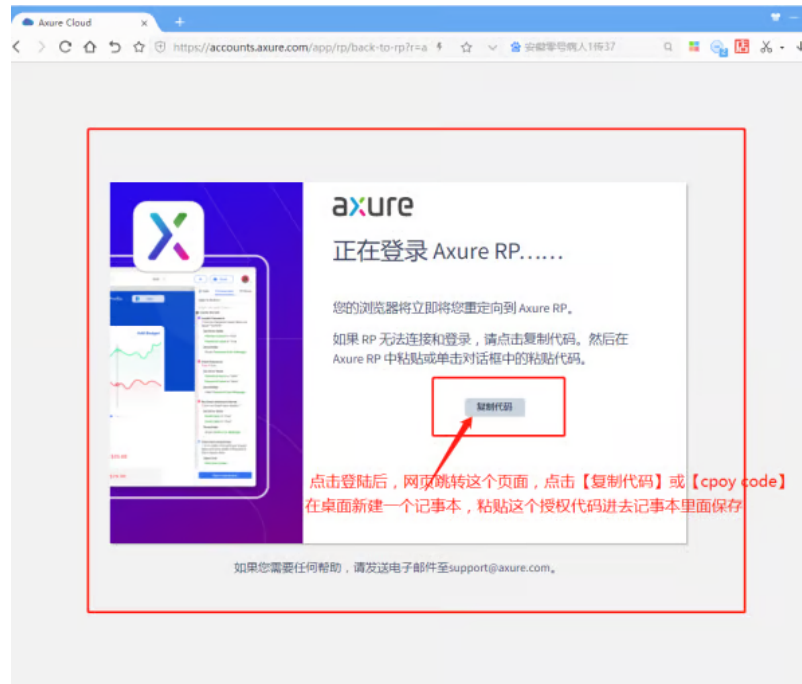 Axure Cloud
https://accounts.axure.com/app/rp/back-to-rp?r=a
安徽零号病人1栋37
axure
正在登录 Axure RP……
您的浏览器将立即将您重定向到 Axure RP。
如果 RP 无法连接和登录，请点击复制代码。然后在
Axure RP 中粘贴或单击对话框中的粘贴代码。
复制代码
点击登陆后，网页跳转这个页面，点击【复制代码】或【cpoy code】
在桌面新建一个记事本，粘贴这个授权代码进去记事本里面保存
如果您需要任何帮助，请发送电子邮件至support@axure.com。